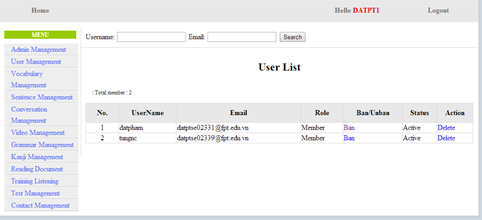 Home Hello DATPT1 Logout
MENU
Admin Management
User Management
Vocabulary
Management
Sentence Management
Conversation
Management
Video Management
Grammar Management
Kanji Management
Reading Document
Training Listening
Test Management
Contact Management
Username: Email: Search
User List
: Total member : 2
No. UserName Email Role Ban/Unban Status Action
1 datpham datptse02331@fpt.edu.vn Member Ban Active Delete
2 tungnc datptse02339@fpt.edu.vn Member Ban Active Delete